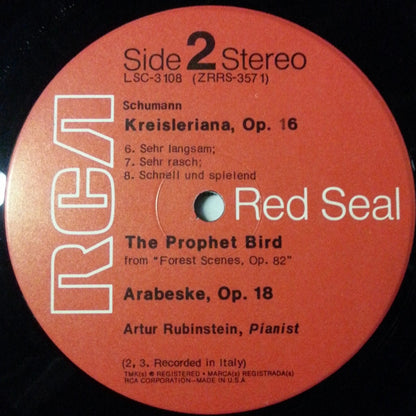 Side 2 Stereo
LSC-3108 (ZRRS-3571)
Schumann
Kreisleriana, Op. 16
6. Sehr langsam;
7. Sehr rasch;
8. Schnell und spielend
RCA
Red Seal
The Prophet Bird
from "Forest Scenes, Op. 82"
Arabeske, Op. 18
Artur Rubinstein, Pianist
(2, 3. Recorded in Italy)
TMK(s) ® REGISTERED • MARCA(s) REGISTRADA(s)
RCA CORPORATION—MADE IN U.S.A.